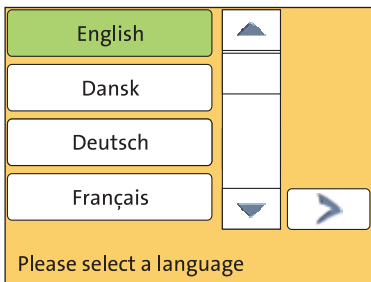 English
Dansk
Deutsch
Français
Please select a language